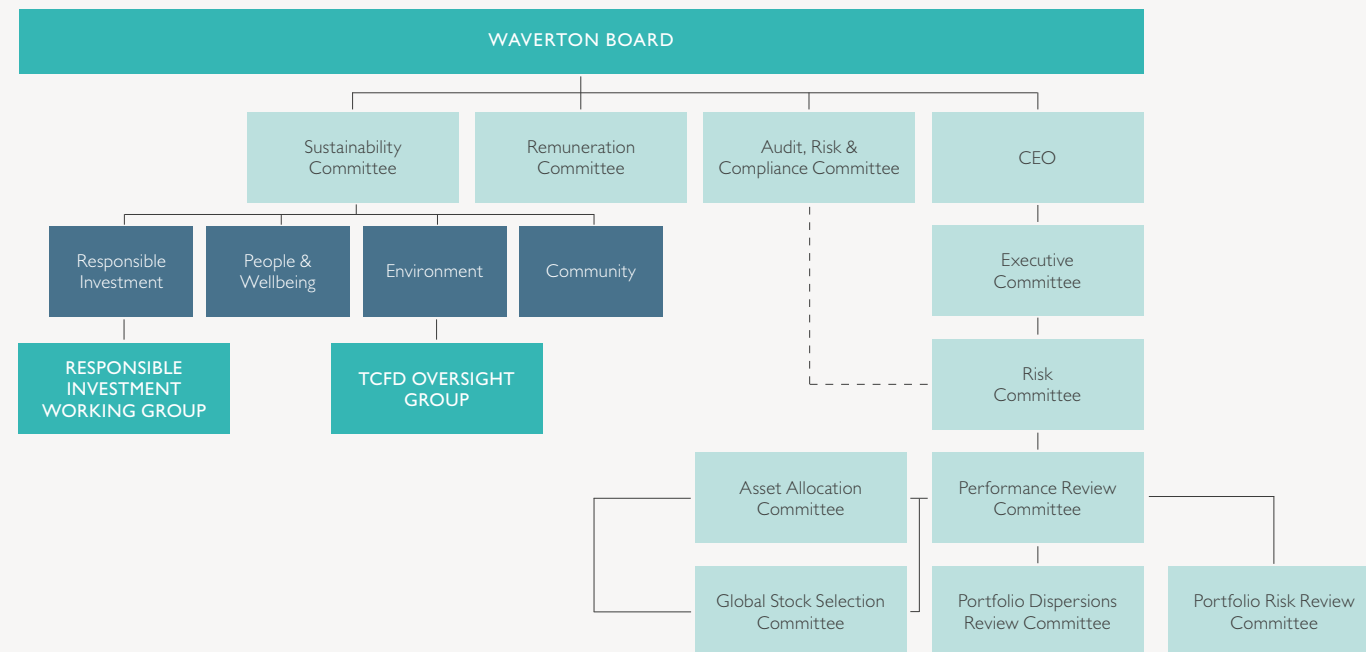 WAVERTON BOARD
Sustainability
Committee
Remuneration
Committee
Audit, Risk &
Compliance Committee
CEO
Responsible
Investment
People &
Wellbeing
Environment
Community
Executive
Committee
RESPONSIBLE
INVESTMENT
WORKING GROUP
TCFD OVERSIGHT
GROUP
Risk
Committee
Asset Allocation
Committee
Performance Review
Committee
Global Stock Selection
Committee
Portfolio Dispersions
Review Committee
Portfolio Risk Review
Committee